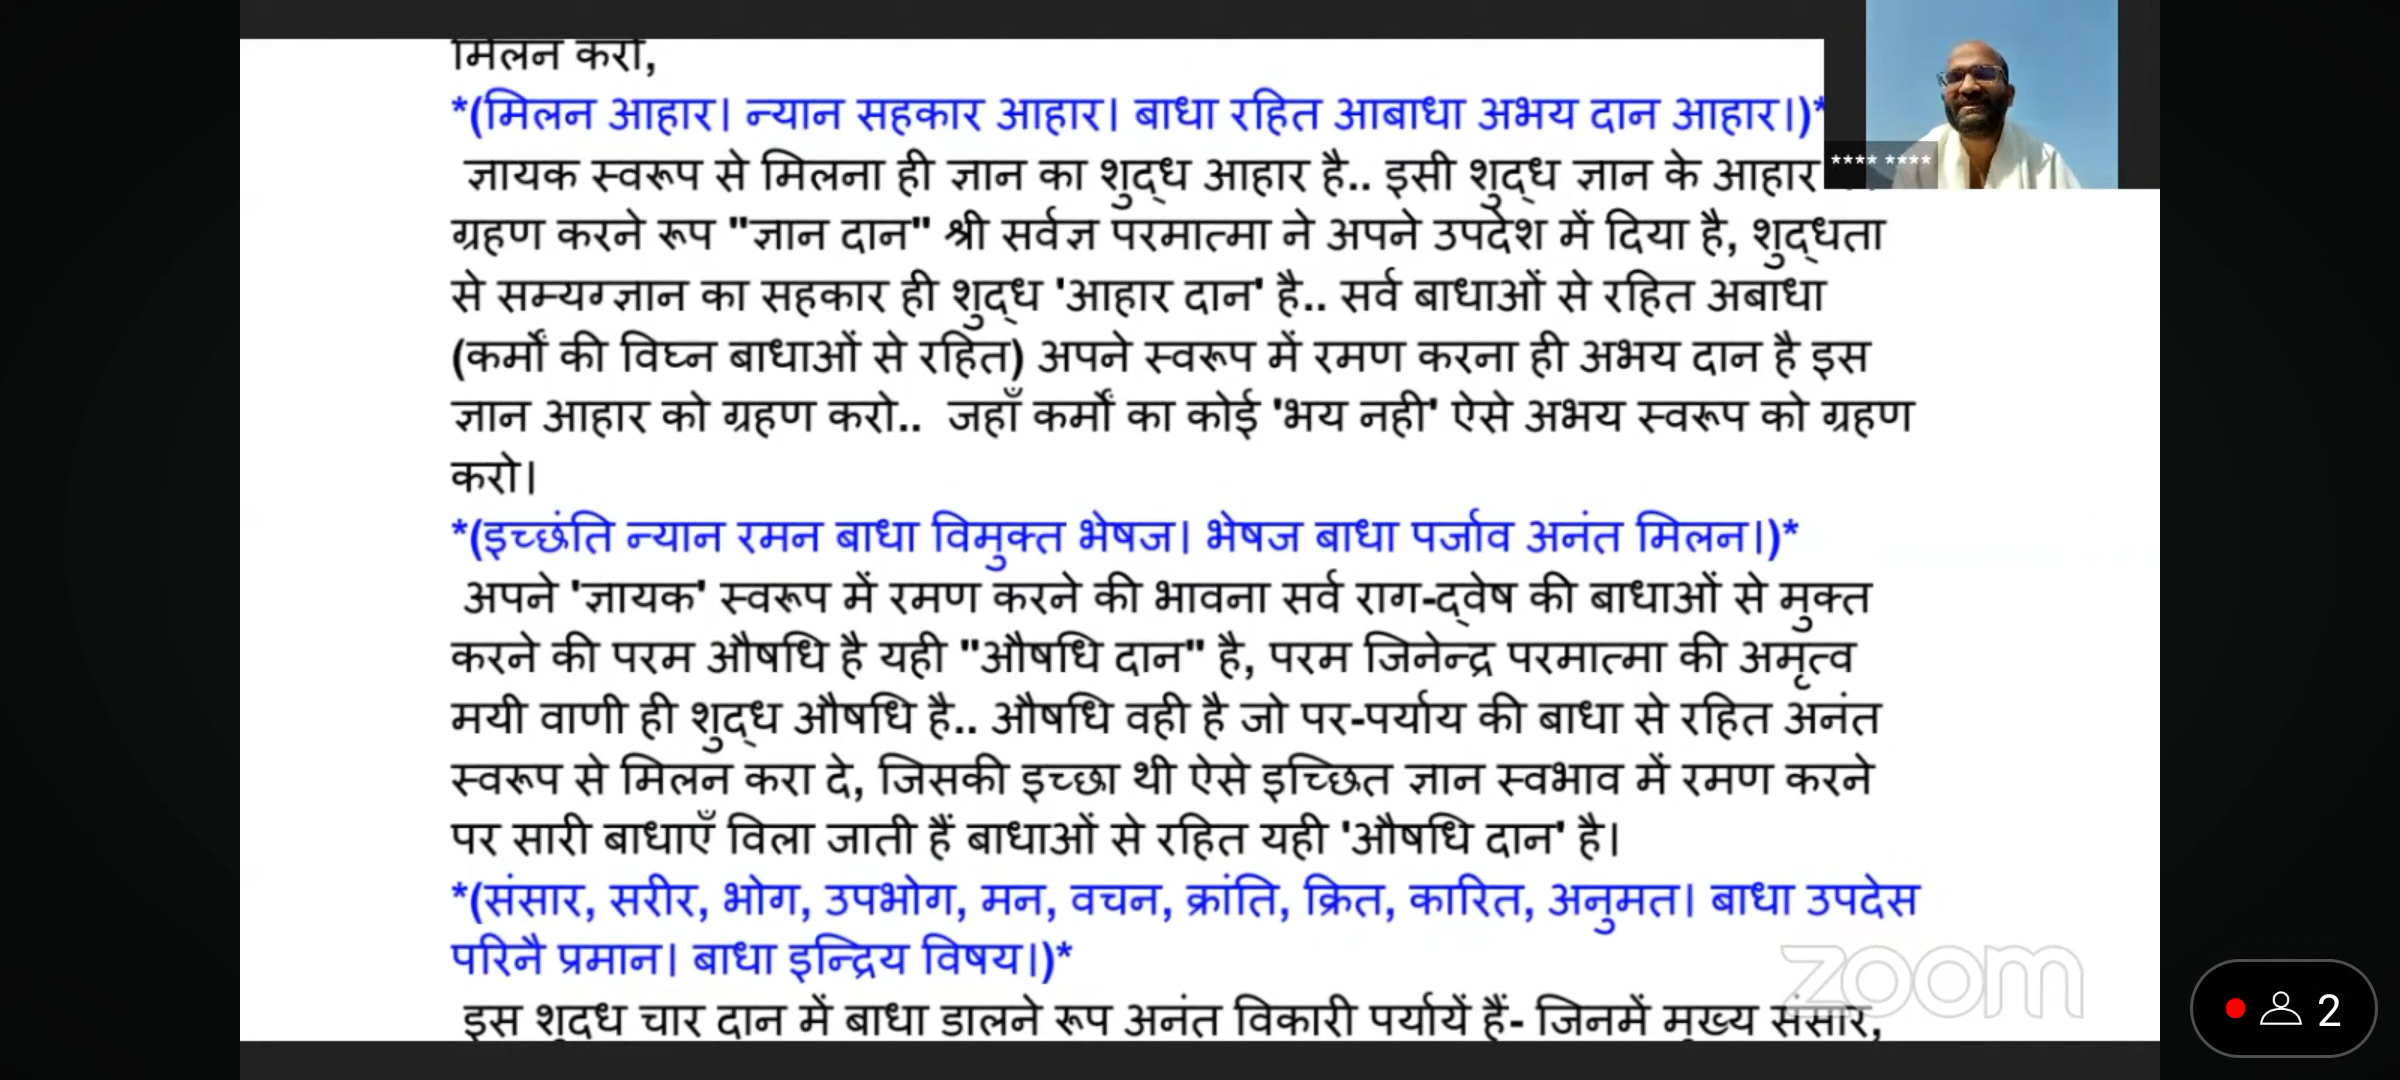 मिलन करो,
*(मिलन आहार। न्यान सहकार आहार। बाधा रहित आबाधा अभय दान आहार।)*
ज्ञायक स्वरूप से मिलना ही ज्ञान का शुद्ध आहार है.. इसी शुद्ध ज्ञान के आहार
**** ****
ग्रहण करने रूप "ज्ञान दान" श्री सर्वज्ञ परमात्मा ने अपने उपदेश में दिया है, शुद्धता
से सम्यग्ज्ञान का सहकार ही शुद्ध 'आहार दान' है.. सर्व बाधाओं से रहित अबाधा
(कर्मों की विघ्न बाधाओं से रहित) अपने स्वरूप में रमण करना ही अभय दान है इस
ज्ञान आहार को ग्रहण करो..  जहाँ कर्मों का कोई 'भय नही' ऐसे अभय स्वरूप को ग्रहण
करो।
*(इच्छंति न्यान रमन बाधा विमुक्त भेषज। भेषज बाधा पर्जाव अनंत मिलन।)*
अपने 'ज्ञायक' स्वरूप में रमण करने की भावना सर्व राग-द्वेष की बाधाओं से मुक्त
करने की परम औषधि है यही "औषधि दान" है, परम जिनेन्द्र परमात्मा की अमृत्व
मयी वाणी ही शुद्ध औषधि है.. औषधि वही है जो पर-पर्याय की बाधा से रहित अनंत
स्वरूप से मिलन करा दे, जिसकी इच्छा थी ऐसे इच्छित ज्ञान स्वभाव में रमण करने
पर सारी बाधाएँ विला जाती हैं बाधाओं से रहित यही 'औषधि दान' है।
*(संसार, सरीर, भोग, उपभोग, मन, वचन, क्रांति, क्रित, कारित, अनुमत। बाधा उपदेस
परिनै प्रमान। बाधा इन्द्रिय विषय।)*
इस शुद्ध चार दान में बाधा डालने रूप अनंत विकारी पर्यायें हैं- जिनमें मुख्य संसार,
zoom
2